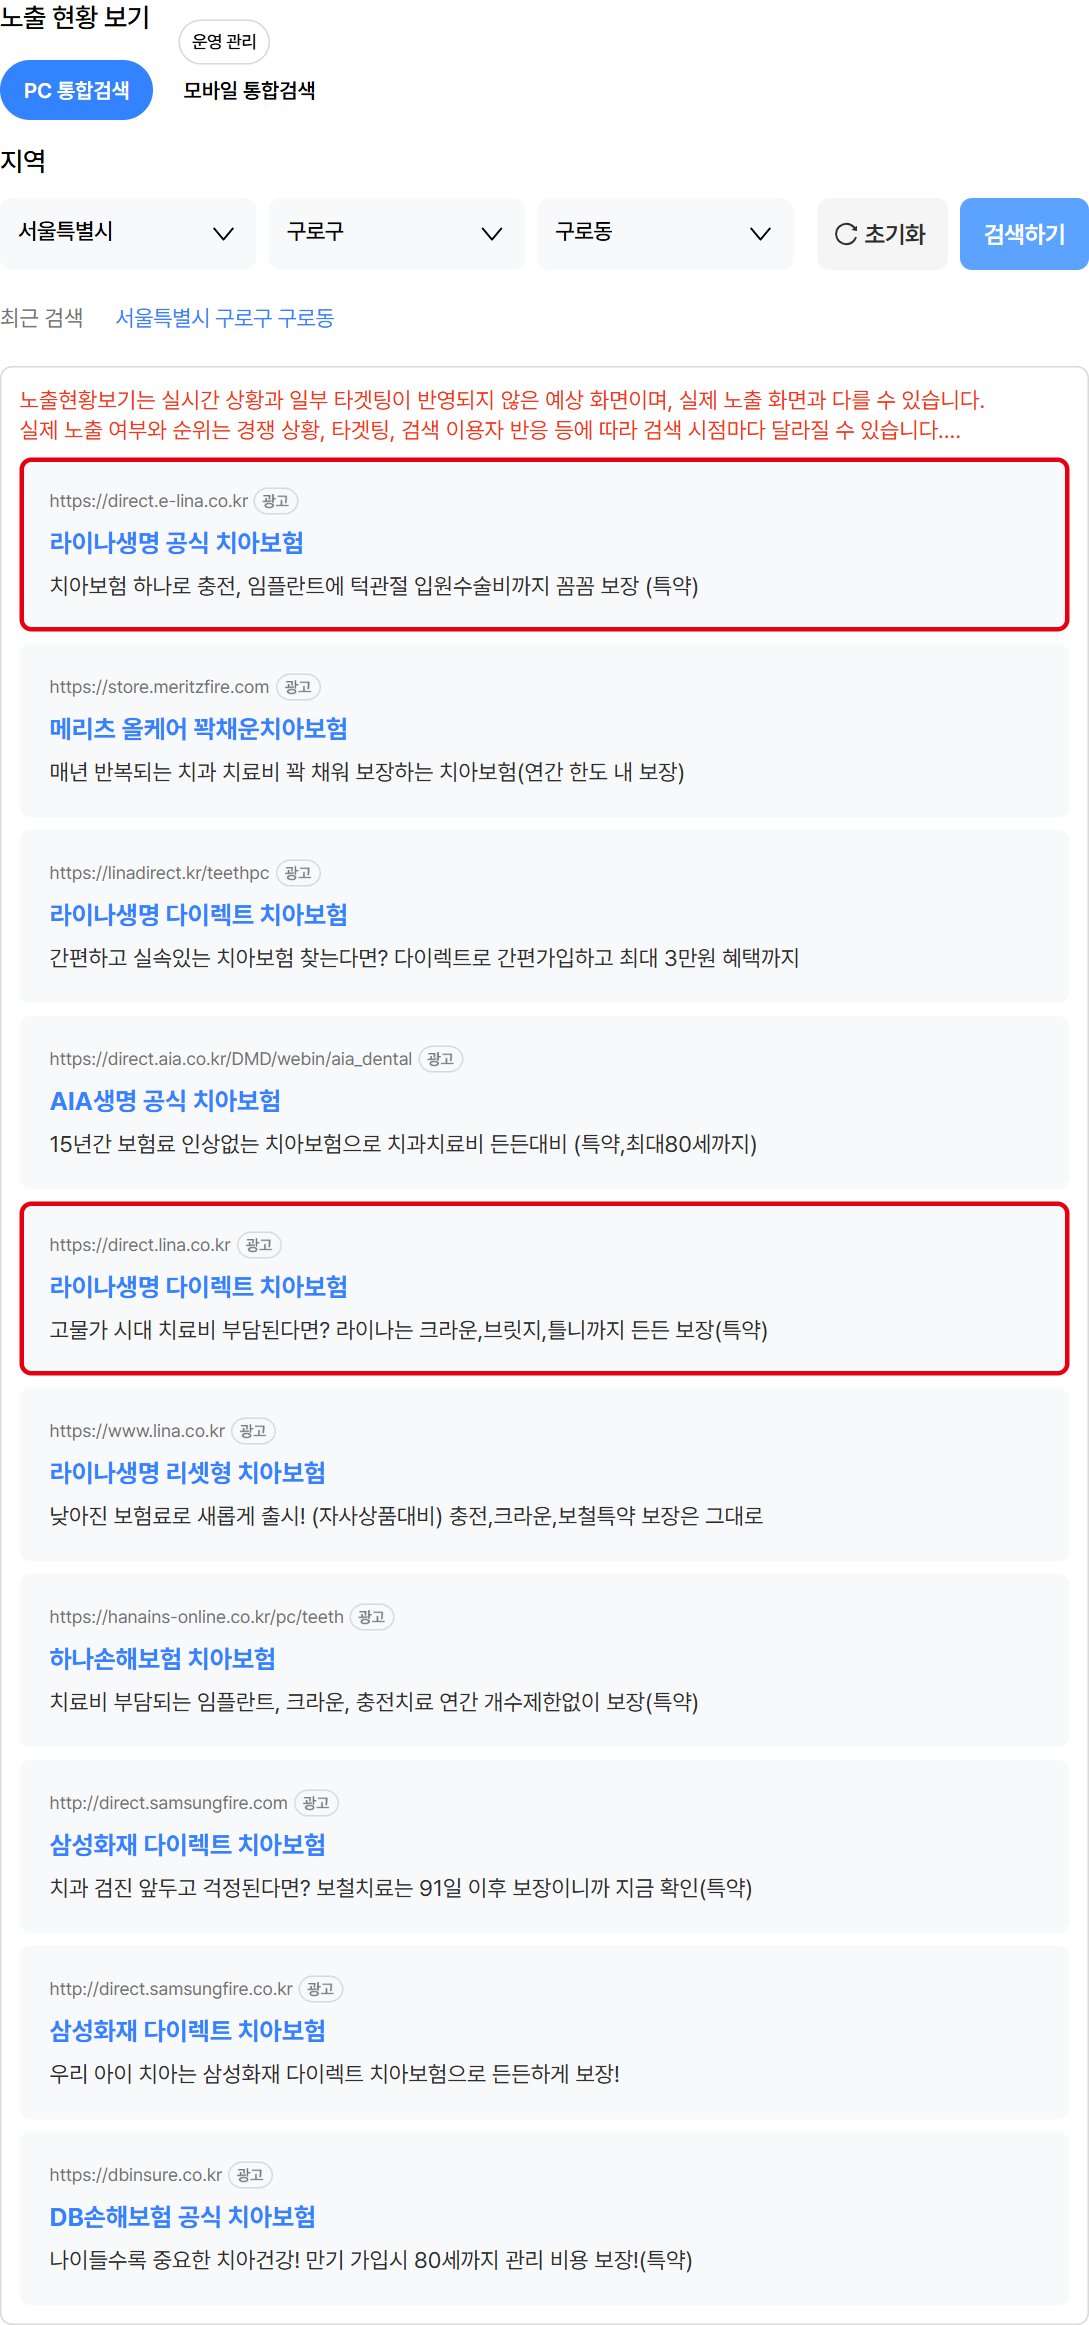 노출 현황 보기
운영 관리
PC 통합검색
모바일 통합검색
지역
서울특별시
구로구
구로동
초기화
검색하기
최근 검색 서울특별시 구로구 구로동
노출현황보기는 실시간 상황과 일부 타겟팅이 반영되지 않은 예상 화면이며, 실제 노출 화면과 다를 수 있습니다.
실제 노출 여부와 순위는 경쟁 상황, 타겟팅, 검색 이용자 반응 등에 따라 검색 시점마다 달라질 수 있습니다....
https://direct.e-lina.co.kr 광고
라이나생명 공식 치아보험
치아보험 하나로 충전, 임플란트에 턱관절 입원수술비까지 꼼꼼 보장 (특약)
https://store.meritzfire.com 광고
메리츠 올케어 꽉채운치아보험
매년 반복되는 치과 치료비 꽉 채워 보장하는 치아보험(연간 한도 내 보장)
https://linadirect.kr/teethpc 광고
라이나생명 다이렉트 치아보험
간편하고 실속있는 치아보험 찾는다면? 다이렉트로 간편가입하고 최대 3만원 혜택까지
https://direct.aia.co.kr/DMD/webin/aia_dental 광고
AIA생명 공식 치아보험
15년간 보험료 인상없는 치아보험으로 치과치료비 든든대비 (특약,최대80세까지)
https://direct.lina.co.kr 광고
라이나생명 다이렉트 치아보험
고물가 시대 치료비 부담된다면? 라이나는 크라운,브릿지,틀니까지 든든 보장(특약)
https://www.lina.co.kr 광고
라이나생명 리셋형 치아보험
낮아진 보험료로 새롭게 출시! (자사상품대비) 충전,크라운,보철특약 보장은 그대로
https://hanains-online.co.kr/pc/teeth 광고
하나손해보험 치아보험
치료비 부담되는 임플란트, 크라운, 충전치료 연간 개수제한없이 보장(특약)
http://direct.samsungfire.com 광고
삼성화재 다이렉트 치아보험
치과 검진 앞두고 걱정된다면? 보철치료는 91일 이후 보장이니까 지금 확인(특약)
http://direct.samsungfire.co.kr 광고
삼성화재 다이렉트 치아보험
우리 아이 치아는 삼성화재 다이렉트 치아보험으로 든든하게 보장!
https://dbinsure.co.kr 광고
DB손해보험 공식 치아보험
나이들수록 중요한 치아건강! 만기 가입시 80세까지 관리 비용 보장!(특약)